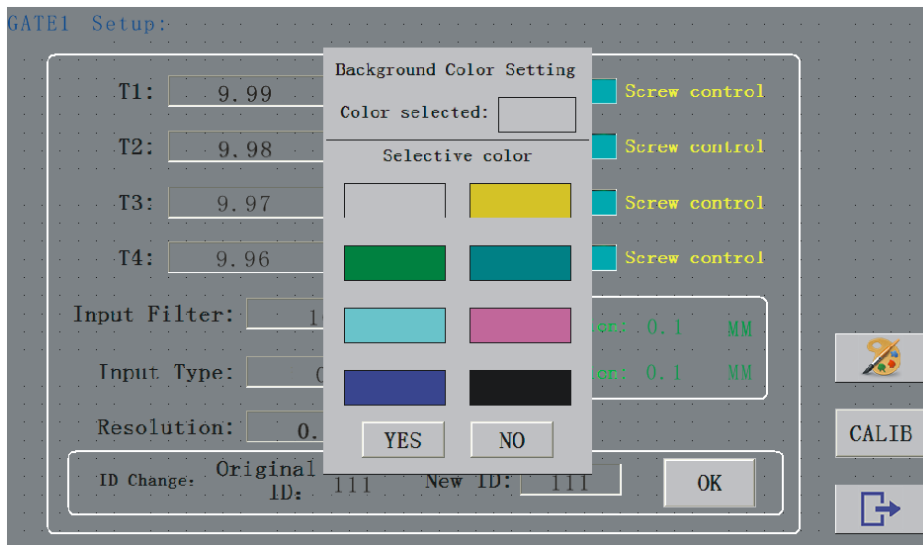 GATE1 Setup:
Background Color Setting
Color selected:
Selective color
YES NO
T1: 9.99 Screw control
T2: 9.98 Screw control
T3: 9.97 Screw control
T4: 9.96 Screw control
Input Filter: 0.1 MM
Input Type: 0.1 MM
Resolution: 0.
ID Change: Original ID: 111 New ID: 111 OK
CALIB